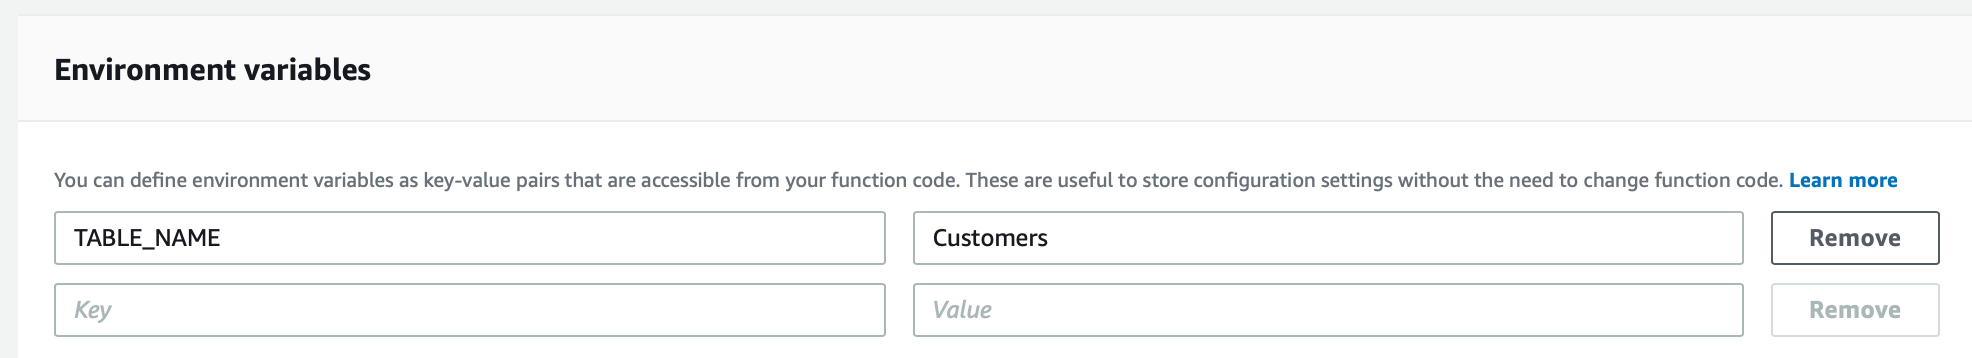 Environment variables
You can define environment variables as key-value pairs that are accessible from your function code. These are useful to store configuration settings without the need to change function code. Learn more
TABLE_NAME Customers Remove
Key Value Remove